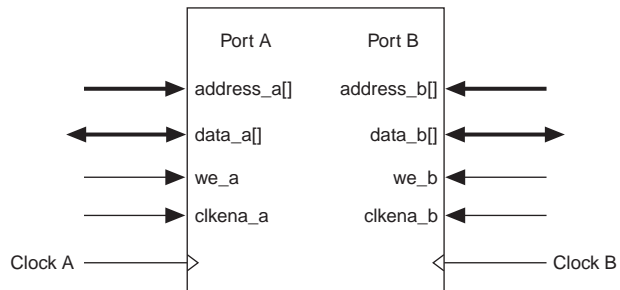 Port A Port B
address_a[] address_b[]
data_a[] data_b[]
we_a we_b
clkena_a clkena_b
Clock A Clock B